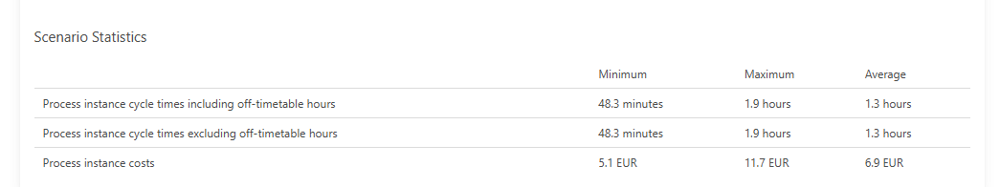 Scenario Statistics
Minimum Maximum Average
Process instance cycle times including off-timetable hours 48.3 minutes 1.9 hours 1.3 hours
Process instance cycle times excluding off-timetable hours 48.3 minutes 1.9 hours 1.3 hours
Process instance costs 5.1 EUR 11.7 EUR 6.9 EUR